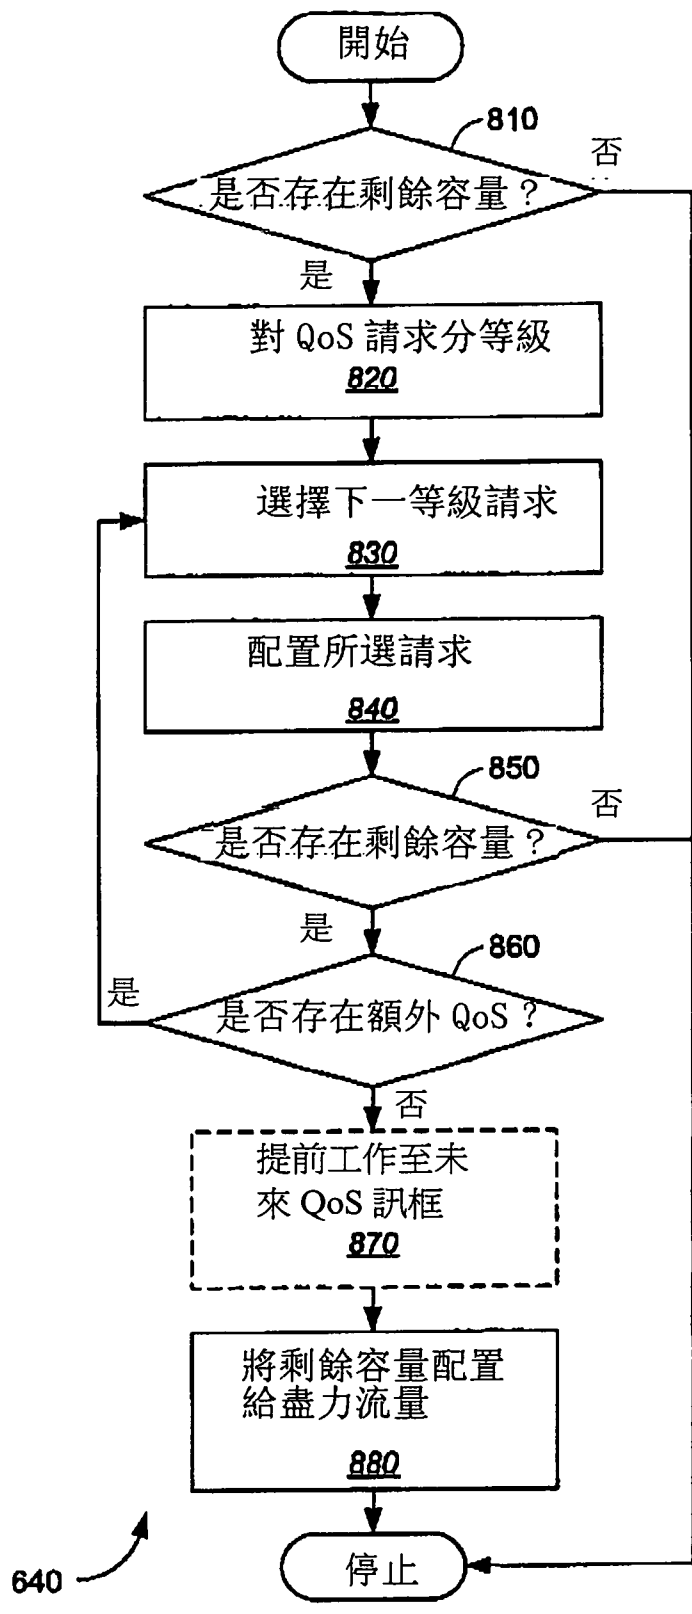 開始
810
否
是否存在剩餘容量？
是
對 QoS 請求分等級
820
選擇下一等級請求
830
配置所選請求
840
850
否
是否存在剩餘容量？
是
860
是
是否存在額外 QoS？
否
提前工作至未
來 QoS 訊框
870
將剩餘容量配置
給盡力流量
880
640
停止